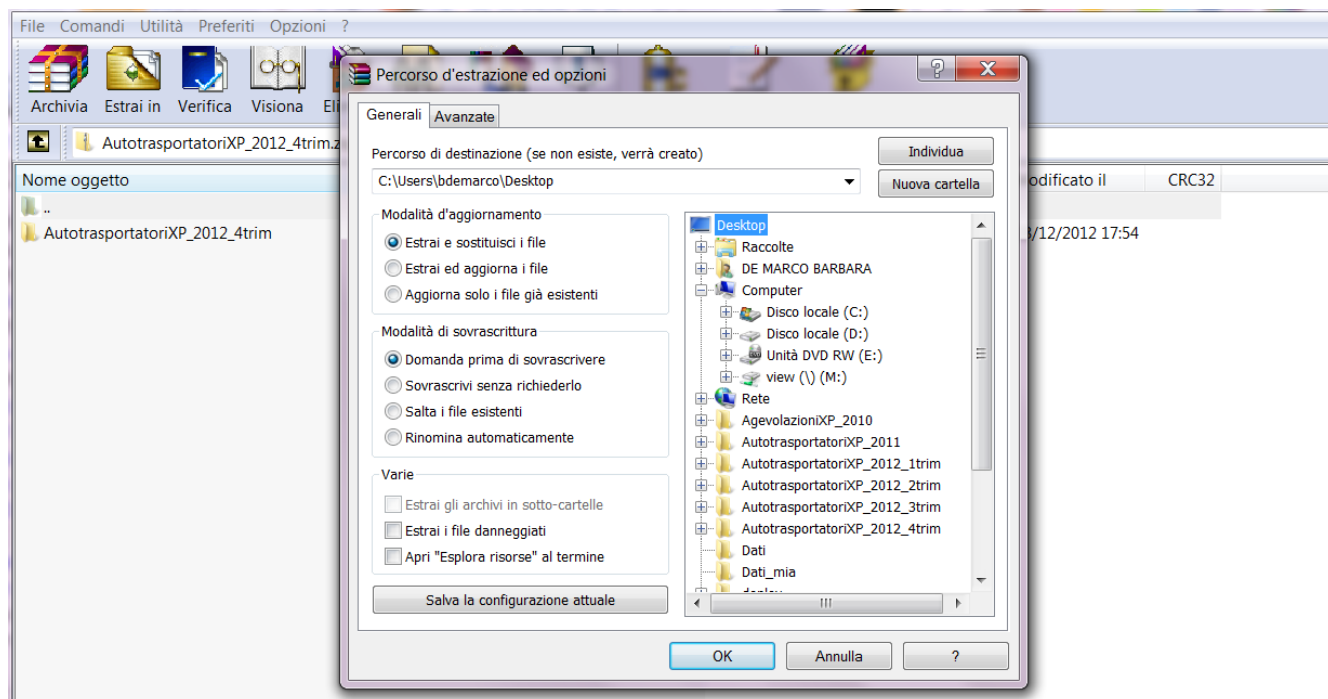 File Comandi Utilità Preferiti Opzioni ?
Archivia Estrai in Verifica Visiona
AutotrasportatoriXP_2012_4trim.z
Nome oggetto odificato il CRC32
..
AutotrasportatoriXP_2012_4trim /12/2012 17:54
Percorso d'estrazione ed opzioni
? X
Generali Avanzate
Percorso di destinazione (se non esiste, verrà creato)
Individua
C:\Users\bdemarco\Desktop
Nuova cartella
Modalità d'aggiornamento
Estrai e sostituisci i file
Estrai ed aggiorna i file
Aggiorna solo i file già esistenti
Modalità di sovrascrittura
Domanda prima di sovrascrivere
Sovrascrivi senza richiederlo
Salta i file esistenti
Rinomina automaticamente
Varie
Estrai gli archivi in sotto-cartelle
Estrai i file danneggiati
Apri "Esplora risorse" al termine
Salva la configurazione attuale
Desktop
Raccolte
DE MARCO BARBARA
Computer
Disco locale (C:)
Disco locale (D:)
Unità DVD RW (E:)
view (\) (M:)
Rete
AgevolazioniXP_2010
AutotrasportatoriXP_2011
AutotrasportatoriXP_2012_1trim
AutotrasportatoriXP_2012_2trim
AutotrasportatoriXP_2012_3trim
AutotrasportatoriXP_2012_4trim
Dati
Dati_mia
OK Annulla ?